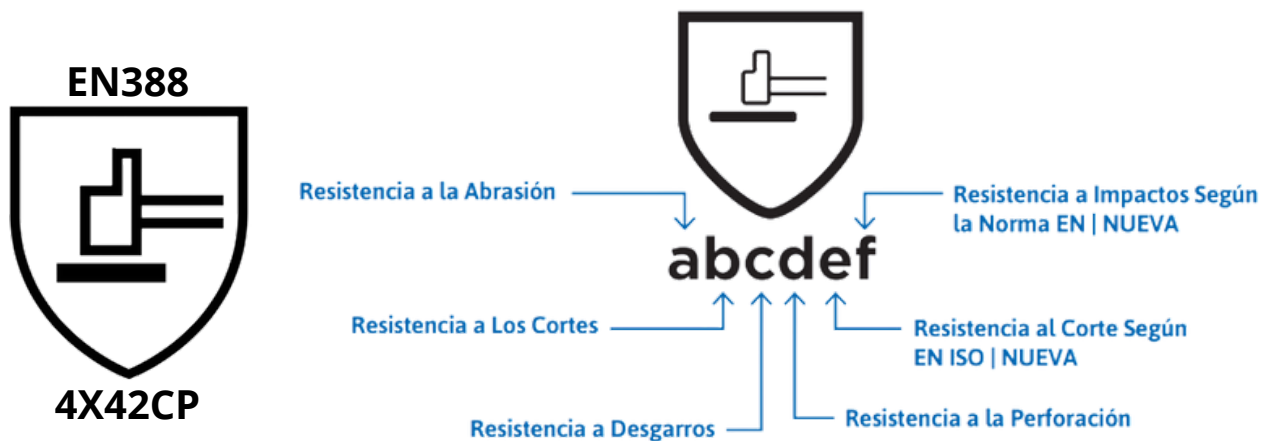 EN388
4X42CP
Resistencia a la Abrasión
Resistencia a Impactos Según
la Norma EN | NUEVA
abcdef
Resistencia a Los Cortes
Resistencia al Corte Según
EN ISO | NUEVA
Resistencia a Desgarros
Resistencia a la Perforación